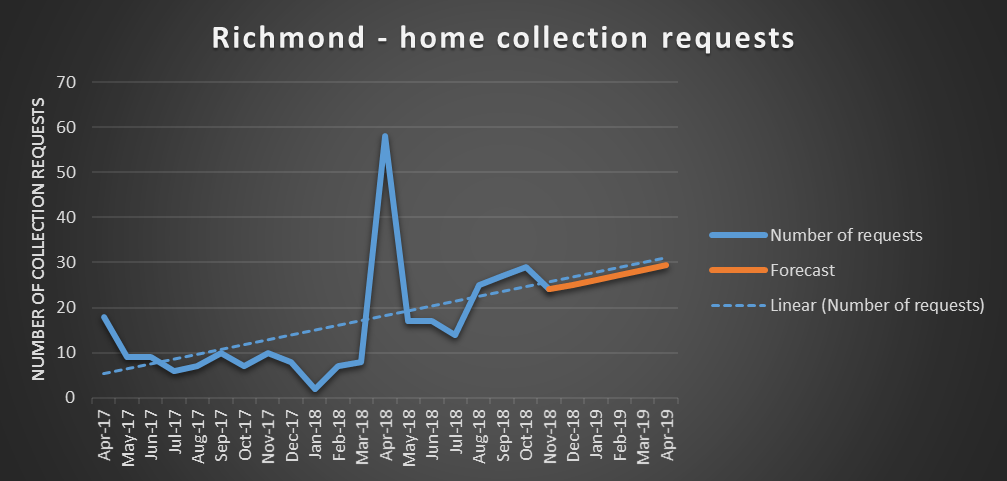 Richmond - home collection requests
NUMBER OF COLLECTION REQUESTS
70
60
50
40
30
20
10
0
Apr-17
May-17
Jun-17
Jul-17
Aug-17
Sep-17
Oct-17
Nov-17
Dec-17
Jan-18
Feb-18
Mar-18
Apr-18
May-18
Jun-18
Jul-18
Aug-18
Sep-18
Oct-18
Nov-18
Dec-18
Jan-19
Feb-19
Mar-19
Apr-19
Number of requests
Forecast
Linear (Number of requests)